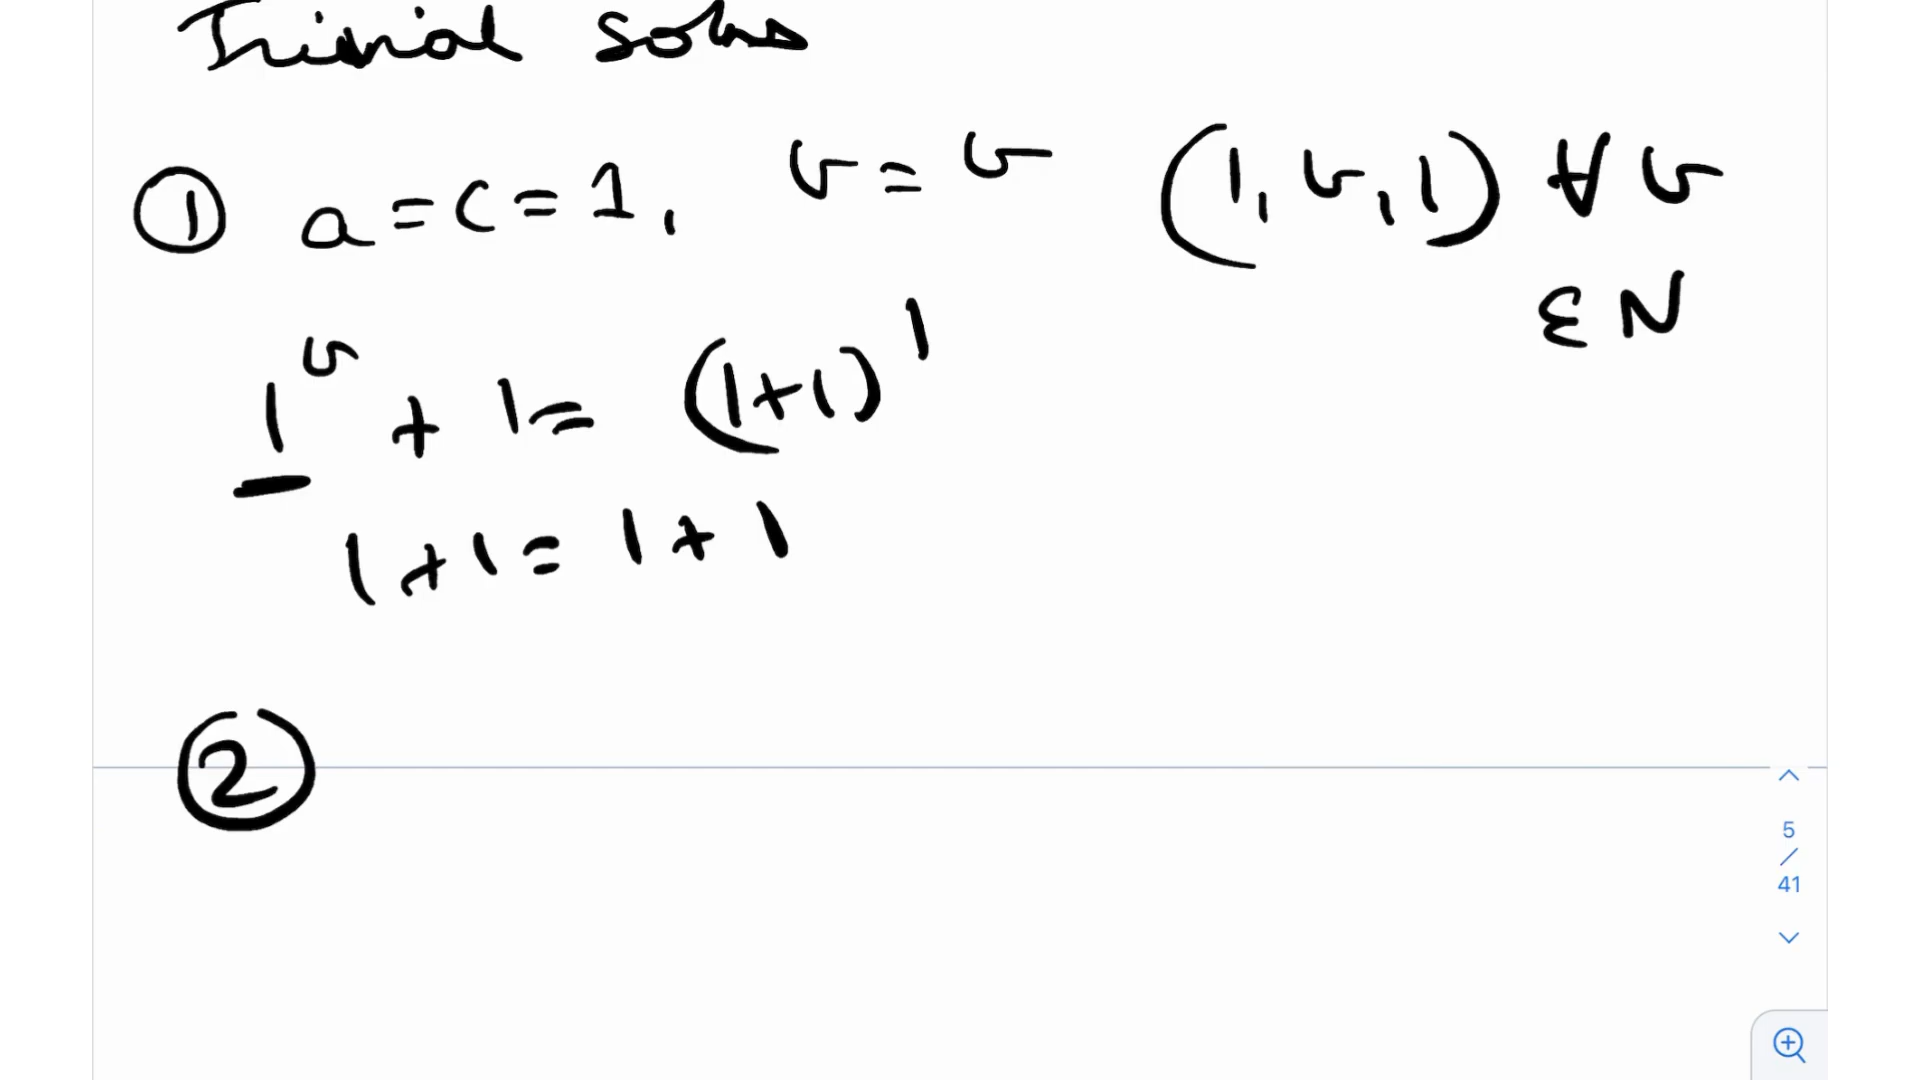 Trivial solns
① a = c = 1, b = b (1, b, 1) ∀ b
ε N
1^b + 1 = (1+1)^1
1 + 1 = 1 + 1
②
5
/
41